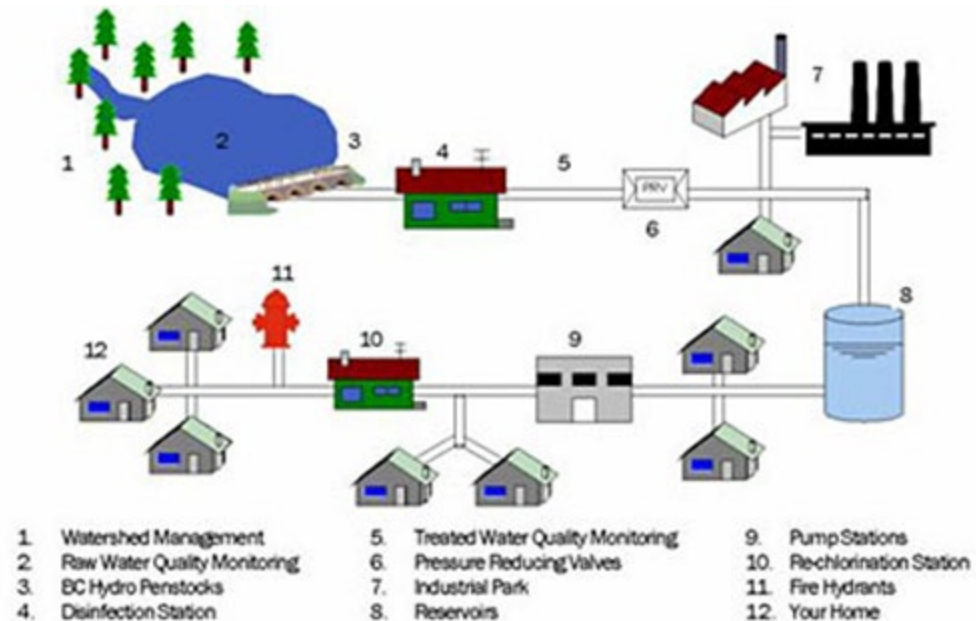 1
2
3
4
5
6
PRV
7
8
9
10
11
12
1. Watershed Management
2. Raw Water Quality Monitoring
3. BC Hydro Penstocks
4. Disinfection Station
5. Treated Water Quality Monitoring
6. Pressure Reducing Valves
7. Industrial Park
8. Reservoirs
9. Pump Stations
10. Re-chlorination Station
11. Fire Hydrants
12. Your Home